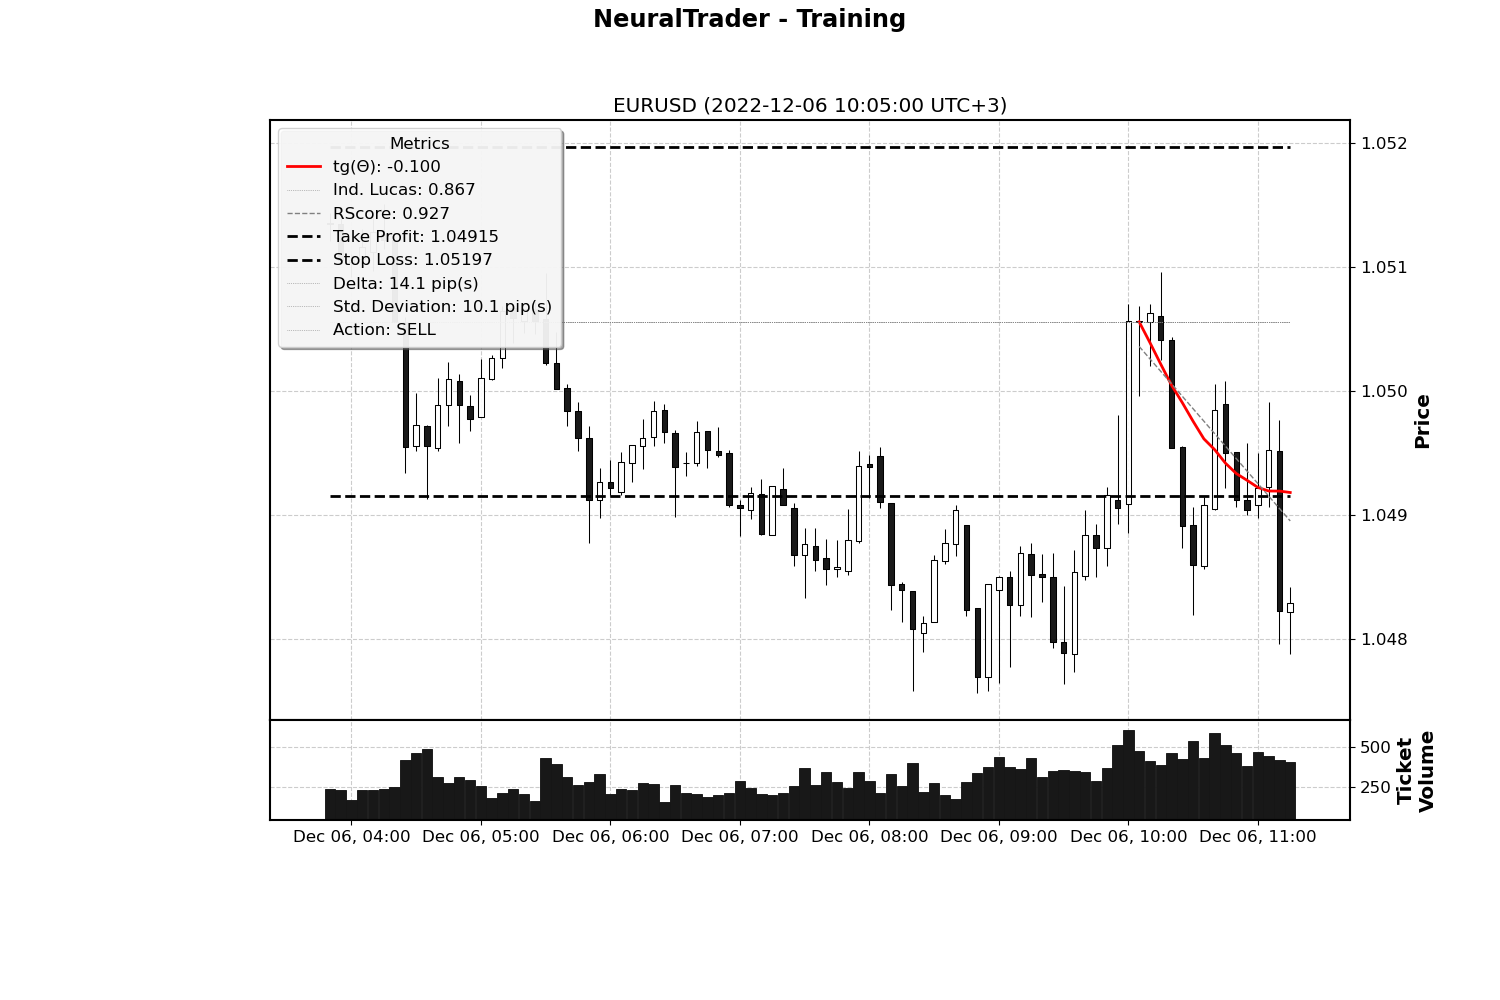 NeuralTrader - Training
EURUSD (2022-12-06 10:05:00 UTC+3)
Metrics
tg(Θ): -0.100
Ind. Lucas: 0.867
RScore: 0.927
Take Profit: 1.04915
Stop Loss: 1.05197
Delta: 14.1 pip(s)
Std. Deviation: 10.1 pip(s)
Action: SELL
1.052
1.051
1.050
1.049
1.048
Price
500
250
Ticket
Volume
Dec 06, 04:00 Dec 06, 05:00 Dec 06, 06:00 Dec 06, 07:00 Dec 06, 08:00 Dec 06, 09:00 Dec 06, 10:00 Dec 06, 11:00